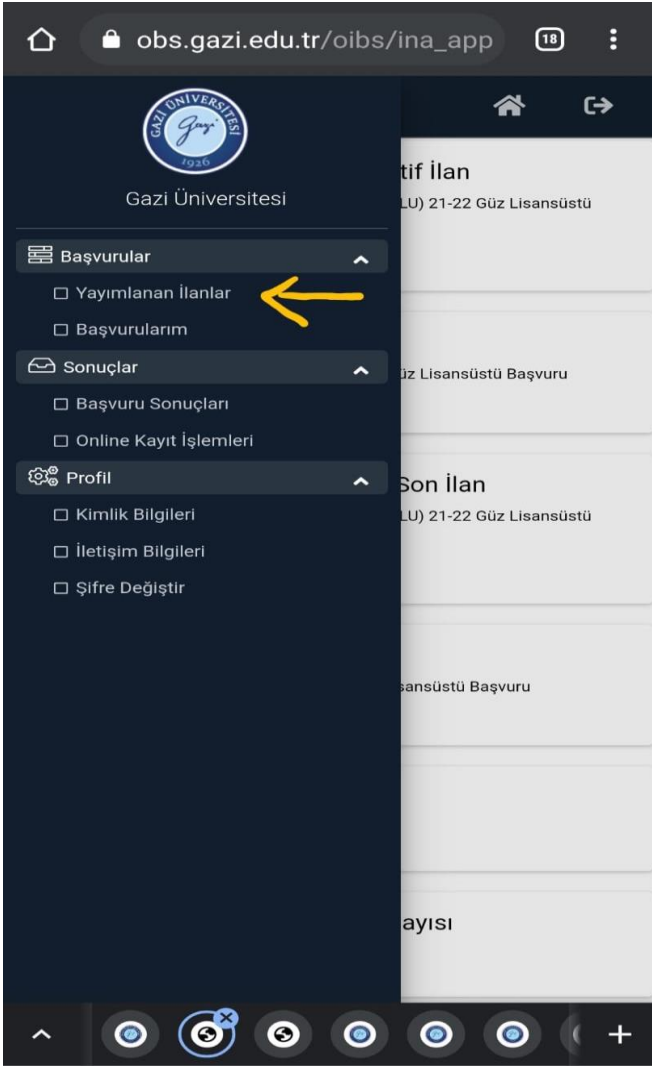 obs.gazi.edu.tr/oibs/ina_app
18
GAZİ ÜNİVERSİTESİ
Gazi
1926
Gazi Üniversitesi
Başvurular
Yayımlanan İlanlar
Başvurularım
Sonuçlar
Başvuru Sonuçları
Online Kayıt İşlemleri
Profil
Kimlik Bilgileri
İletişim Bilgileri
Şifre Değiştir
tif İlan
LU) 21-22 Güz Lisansüstü
üz Lisansüstü Başvuru
Son İlan
LU) 21-22 Güz Lisansüstü
sansüstü Başvuru
ayısı